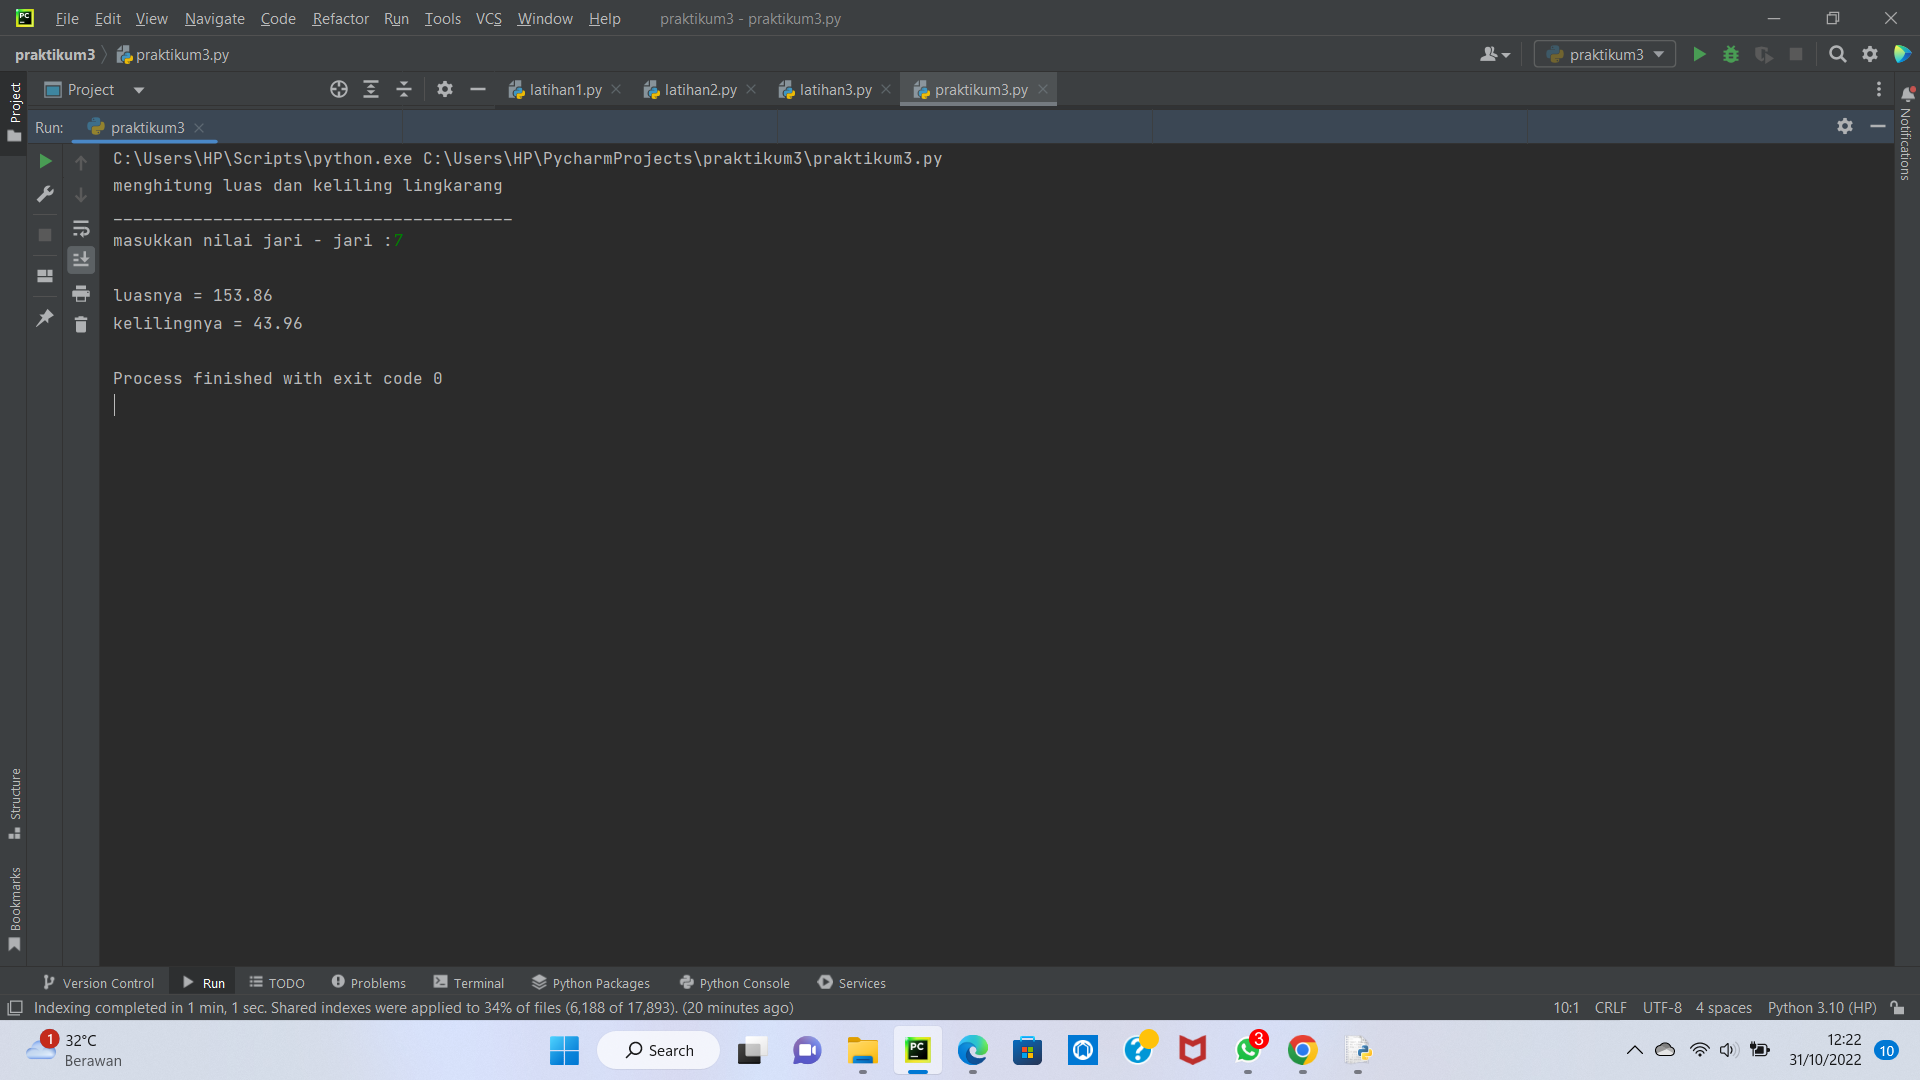 File Edit View Navigate Code Refactor Run Tools VCS Window Help praktikum3 - praktikum3.py
praktikum3 praktikum3.py praktikum3
Project latihan1.py latihan2.py latihan3.py praktikum3.py
Project
Notifications
Run: praktikum3
C:\Users\HP\Scripts\python.exe C:\Users\HP\PycharmProjects\praktikum3\praktikum3.py
menghitung luas dan keliling lingkarang
________________________________________
masukkan nilai jari - jari :7
luasnya = 153.86
kelilingnya = 43.96
Process finished with exit code 0
Structure
Bookmarks
Version Control Run TODO Problems Terminal Python Packages Python Console Services
Indexing completed in 1 min, 1 sec. Shared indexes were applied to 34% of files (6,188 of 17,893). (20 minutes ago) 10:1 CRLF UTF-8 4 spaces Python 3.10 (HP)
1 32°C
Berawan
Search
PC
3
12:22
31/10/2022
10